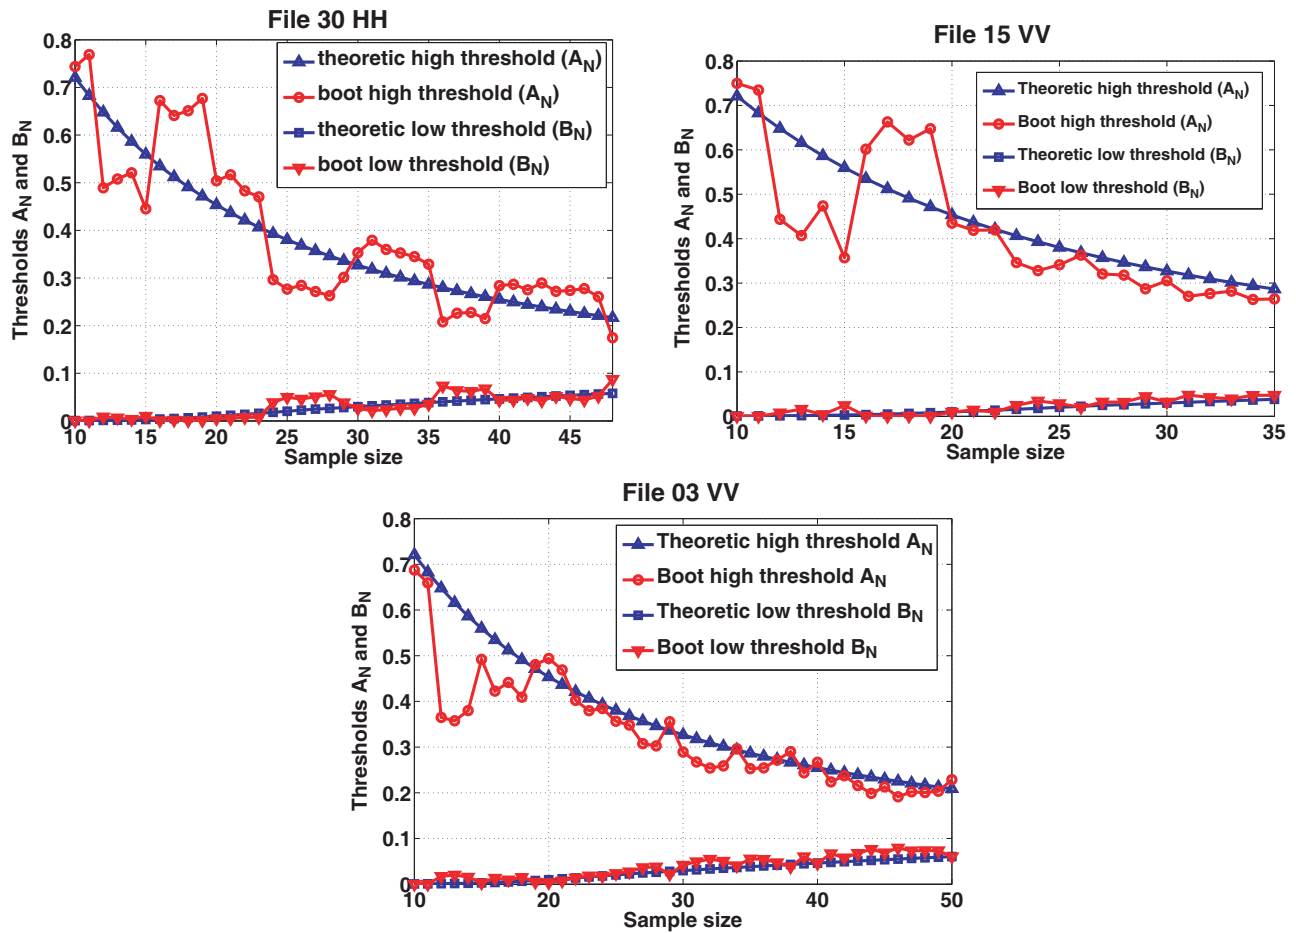 File 30 HH
Thresholds A_N and B_N
0.8
0.7
0.6
0.5
0.4
0.3
0.2
0.1
0
theoretic high threshold (A_N)
boot high threshold (A_N)
theoretic low threshold (B_N)
boot low threshold (B_N)
10 15 20 25 30 35 40 45
Sample size
File 15 VV
Thresholds A_N and B_N
0.8
0.7
0.6
0.5
0.4
0.3
0.2
0.1
0
Theoretic high threshold (A_N)
Boot high threshold (A_N)
Theoretic low threshold (B_N)
Boot low threshold (B_N)
10 15 20 25 30 35
Sample size
File 03 VV
Thresholds A_N and B_N
0.8
0.7
0.6
0.5
0.4
0.3
0.2
0.1
0
Theoretic high threshold A_N
Boot high threshold A_N
Theoretic low threshold B_N
Boot low threshold B_N
10 20 30 40 50
Sample size